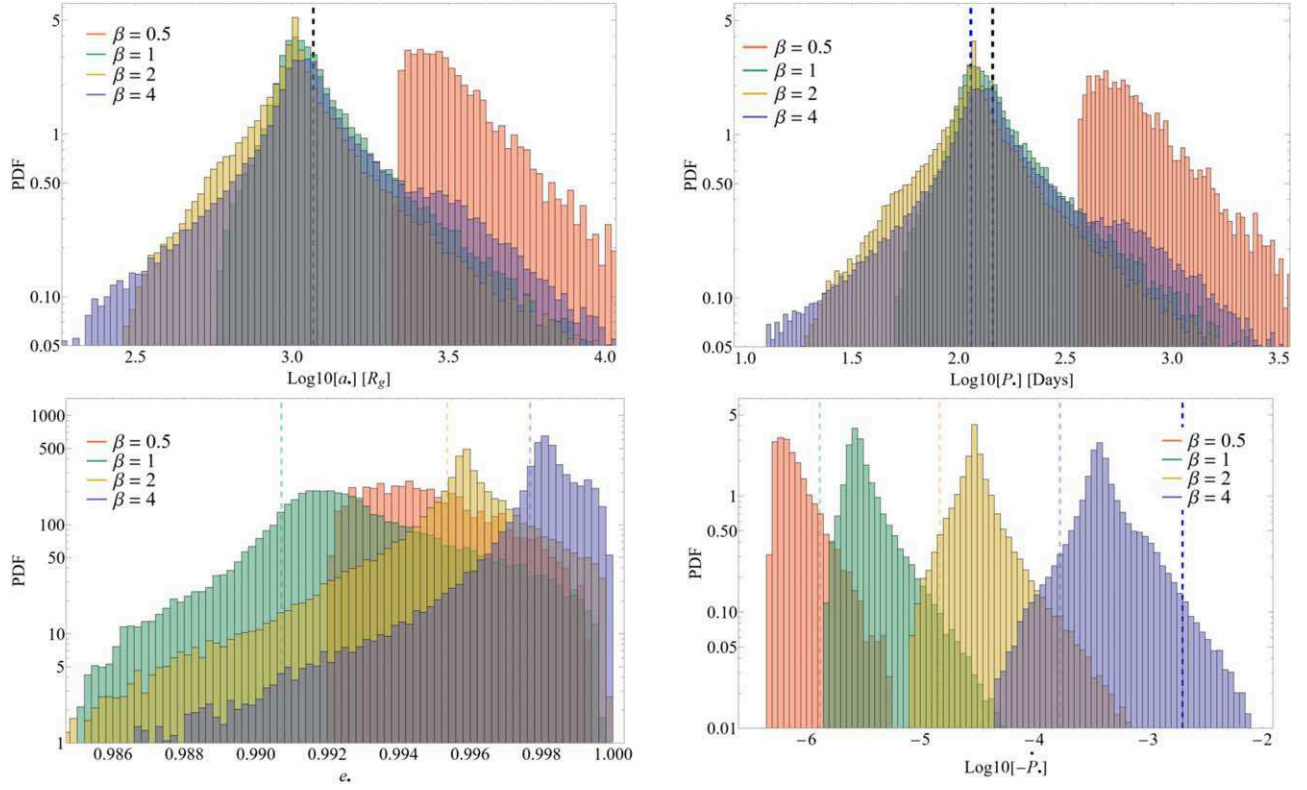 5
1
0.50
0.10
0.05
PDF
β = 0.5
β = 1
β = 2
β = 4
2.5 3.0 3.5 4.0
Log10[a•] [R_g]
5
1
0.50
0.10
0.05
PDF
β = 0.5
β = 1
β = 2
β = 4
1.0 1.5 2.0 2.5 3.0 3.5
Log10[P•] [Days]
1000
500
100
50
10
5
1
PDF
β = 0.5
β = 1
β = 2
β = 4
0.986 0.988 0.990 0.992 0.994 0.996 0.998 1.000
e•
5
1
0.50
0.10
0.05
0.01
PDF
β = 0.5
β = 1
β = 2
β = 4
−6 −5 −4 −3 −2
Log10[−Ṗ•]